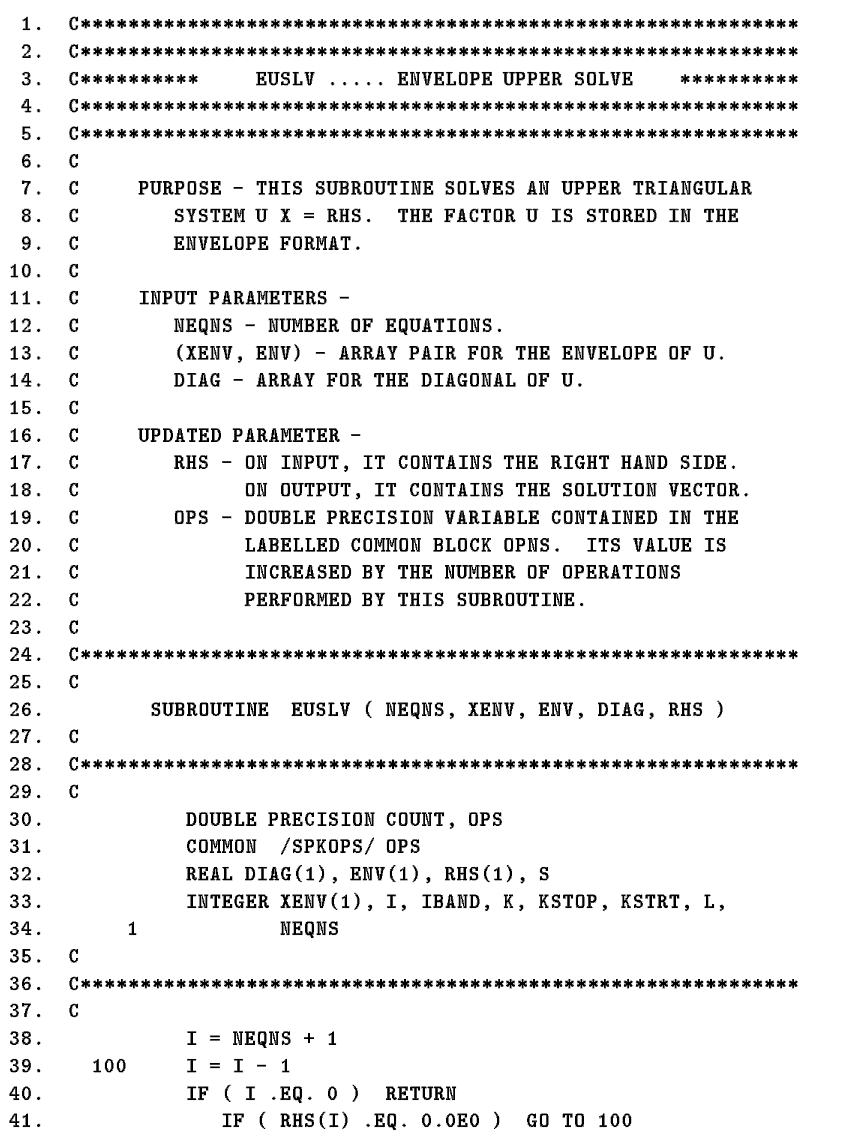 1. C*************************************************************
2. C*************************************************************
3. C**********     EUSLV ..... ENVELOPE UPPER SOLVE    **********
4. C*************************************************************
5. C*************************************************************
6. C
7. C     PURPOSE - THIS SUBROUTINE SOLVES AN UPPER TRIANGULAR
8. C        SYSTEM U X = RHS.  THE FACTOR U IS STORED IN THE
9. C        ENVELOPE FORMAT.
10. C
11. C     INPUT PARAMETERS -
12. C        NEQNS - NUMBER OF EQUATIONS.
13. C        (XENV, ENV) - ARRAY PAIR FOR THE ENVELOPE OF U.
14. C        DIAG - ARRAY FOR THE DIAGONAL OF U.
15. C
16. C     UPDATED PARAMETER -
17. C        RHS - ON INPUT, IT CONTAINS THE RIGHT HAND SIDE.
18. C              ON OUTPUT, IT CONTAINS THE SOLUTION VECTOR.
19. C        OPS - DOUBLE PRECISION VARIABLE CONTAINED IN THE
20. C              LABELLED COMMON BLOCK OPNS.  ITS VALUE IS
21. C              INCREASED BY THE NUMBER OF OPERATIONS
22. C              PERFORMED BY THIS SUBROUTINE.
23. C
24. C*************************************************************
25. C
26.       SUBROUTINE  EUSLV ( NEQNS, XENV, ENV, DIAG, RHS )
27. C
28. C*************************************************************
29. C
30.          DOUBLE PRECISION COUNT, OPS
31.          COMMON  /SPKOPS/ OPS
32.          REAL DIAG(1), ENV(1), RHS(1), S
33.          INTEGER XENV(1), I, IBAND, K, KSTOP, KSTRT, L,
34.     1            NEQNS
35. C
36. C*************************************************************
37. C
38.          I = NEQNS + 1
39.  100     I = I - 1
40.          IF ( I .EQ. 0 )  RETURN
41.             IF ( RHS(I) .EQ. 0.0E0 )  GO TO 100